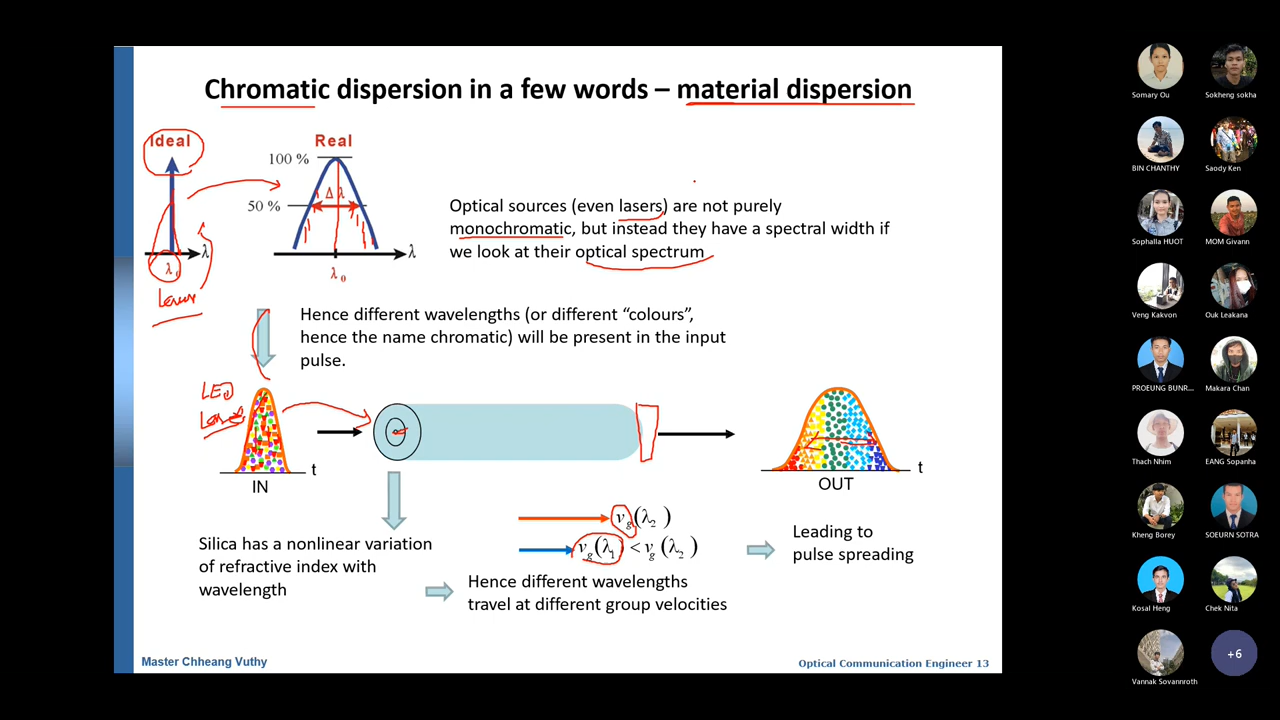 Chromatic dispersion in a few words – material dispersion
Ideal
λ
Laser
Real
100 %
50 %
Δ λ
λ
λ0
Optical sources (even lasers) are not purely
monochromatic, but instead they have a spectral width if
we look at their optical spectrum
Hence different wavelengths (or different “colours”,
hence the name chromatic) will be present in the input
pulse.
LED
Laser
t
IN
t
OUT
Silica has a nonlinear variation
of refractive index with
wavelength
vg(λ2)
vg(λ1) < vg(λ2)
Hence different wavelengths
travel at different group velocities
Leading to
pulse spreading
Master Chheang Vuthy
Optical Communication Engineer 13
Somary Ou
Sokheng sokha
BIN CHANTHY
Saody Ken
Sophalla HUOT
MOM Givann
Veng Kakvon
Ouk Leakana
PROEUNG BUNR...
Makara Chan
Thach Nhim
EANG Sopanha
Kheng Borey
SOEURN SOTRA
Kosal Heng
Chek Nita
Vannak Sovannroth
+6